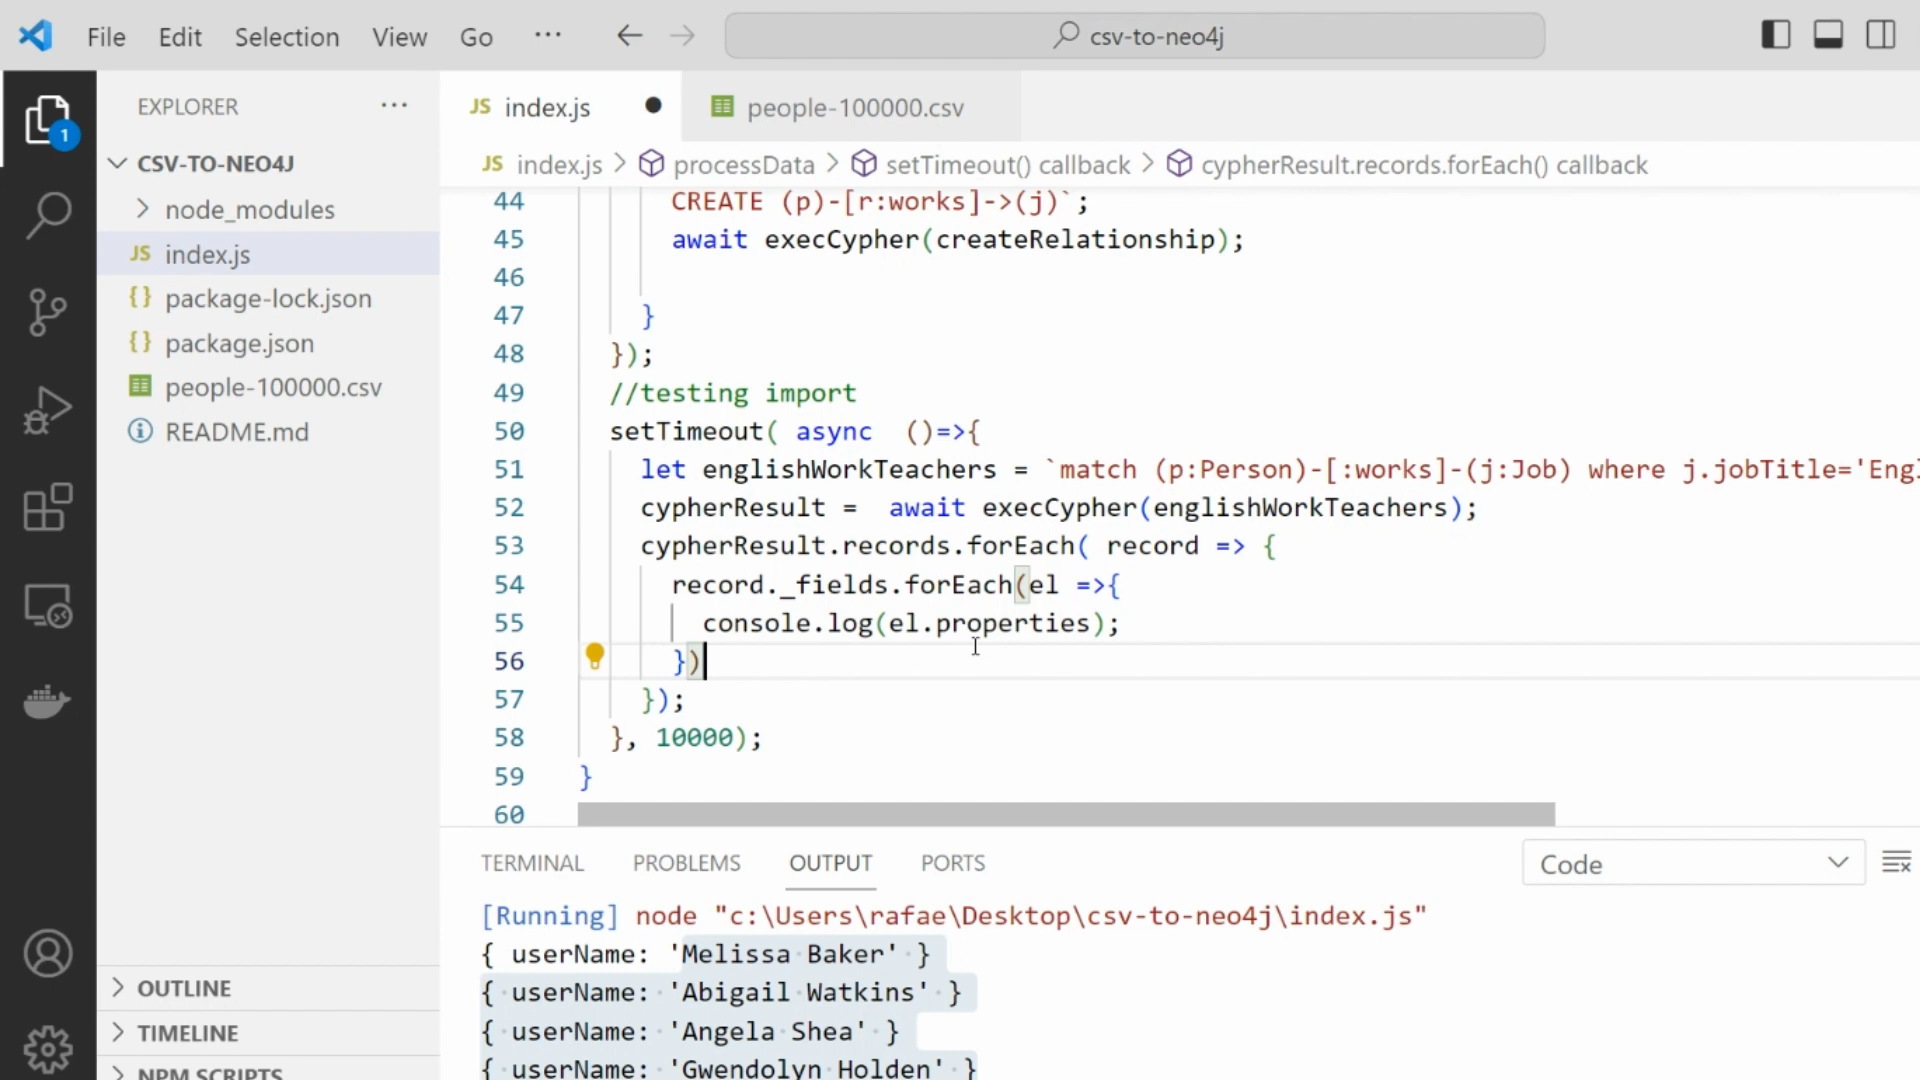 File Edit Selection View Go ··· csv-to-neo4j
EXPLORER ···
1
CSV-TO-NEO4J
node_modules
JS index.js
{} package-lock.json
{} package.json
people-100000.csv
README.md
OUTLINE
TIMELINE
NPM SCRIPTS
JS index.js
people-100000.csv
JS index.js > processData > setTimeout() callback > cypherResult.records.forEach() callback
44 CREATE (p)-[r:works]->(j)`;
45 await execCypher(createRelationship);
46
47 }
48 });
49 //testing import
50 setTimeout( async  ()=>{
51 let englishWorkTeachers = `match (p:Person)-[:works]-(j:Job) where j.jobTitle='Engl
52 cypherResult =  await execCypher(englishWorkTeachers);
53 cypherResult.records.forEach( record => {
54 record._fields.forEach(el =>{
55 console.log(el.properties);
56 })
57 });
58 }, 10000);
59 }
60
TERMINAL PROBLEMS OUTPUT PORTS Code
[Running] node "c:\Users\rafae\Desktop\csv-to-neo4j\index.js"
{ userName: 'Melissa Baker' }
{ userName: 'Abigail Watkins' }
{ userName: 'Angela Shea' }
{ userName: 'Gwendolyn Holden' }